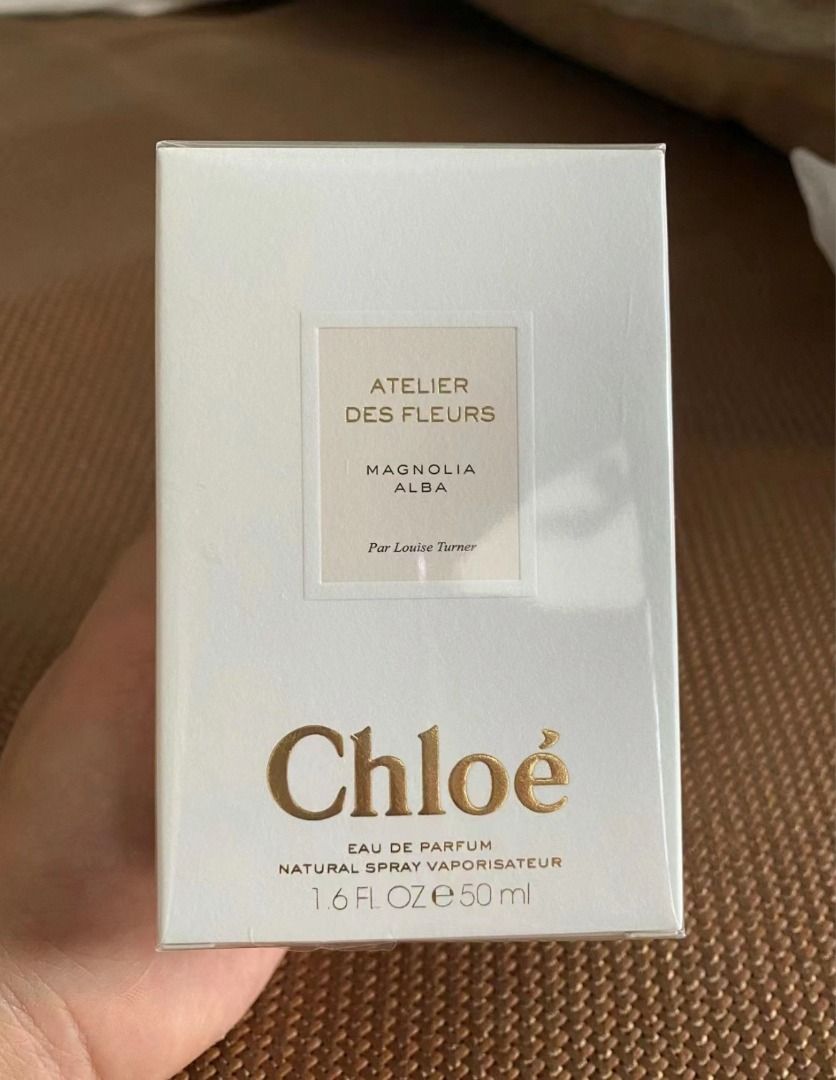 ATELIER
DES FLEURS
MAGNOLIA
ALBA
Par Louise Turner
Chloé
EAU DE PARFUM
NATURAL SPRAY VAPORISATEUR
1.6 FL OZ ℮ 50 ml